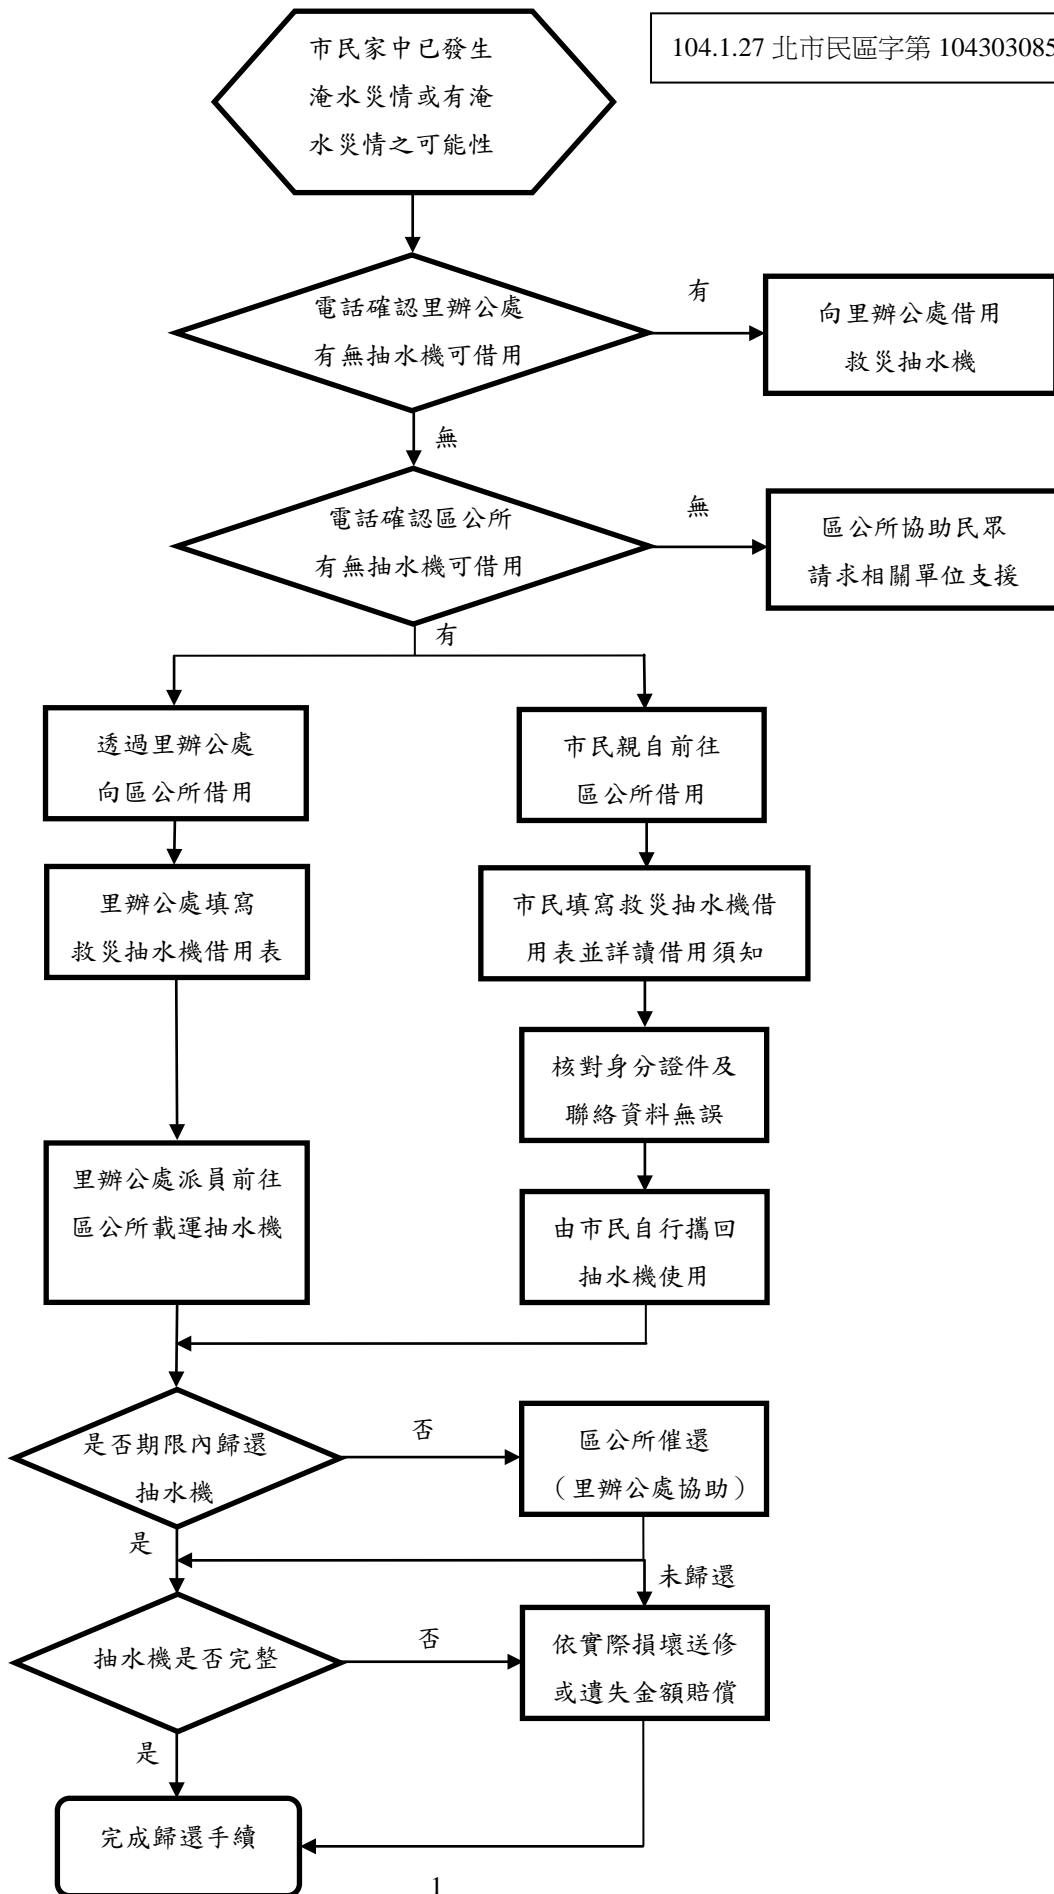 104.1.27 北市民區字第 104303085
市民家中已發生
淹水災情或有淹
水災情之可能性
電話確認里辦公處
有無抽水機可借用
有
向里辦公處借用
救災抽水機
無
電話確認區公所
有無抽水機可借用
無
區公所協助民眾
請求相關單位支援
有
透過里辦公處
向區公所借用
市民親自前往
區公所借用
里辦公處填寫
救災抽水機借用表
市民填寫救災抽水機借
用表並詳讀借用須知
核對身分證件及
聯絡資料無誤
里辦公處派員前往
區公所載運抽水機
由市民自行攜回
抽水機使用
是否期限內歸還
抽水機
否
區公所催還
（里辦公處協助）
是
未歸還
抽水機是否完整
否
依實際損壞送修
或遺失金額賠償
是
完成歸還手續
1